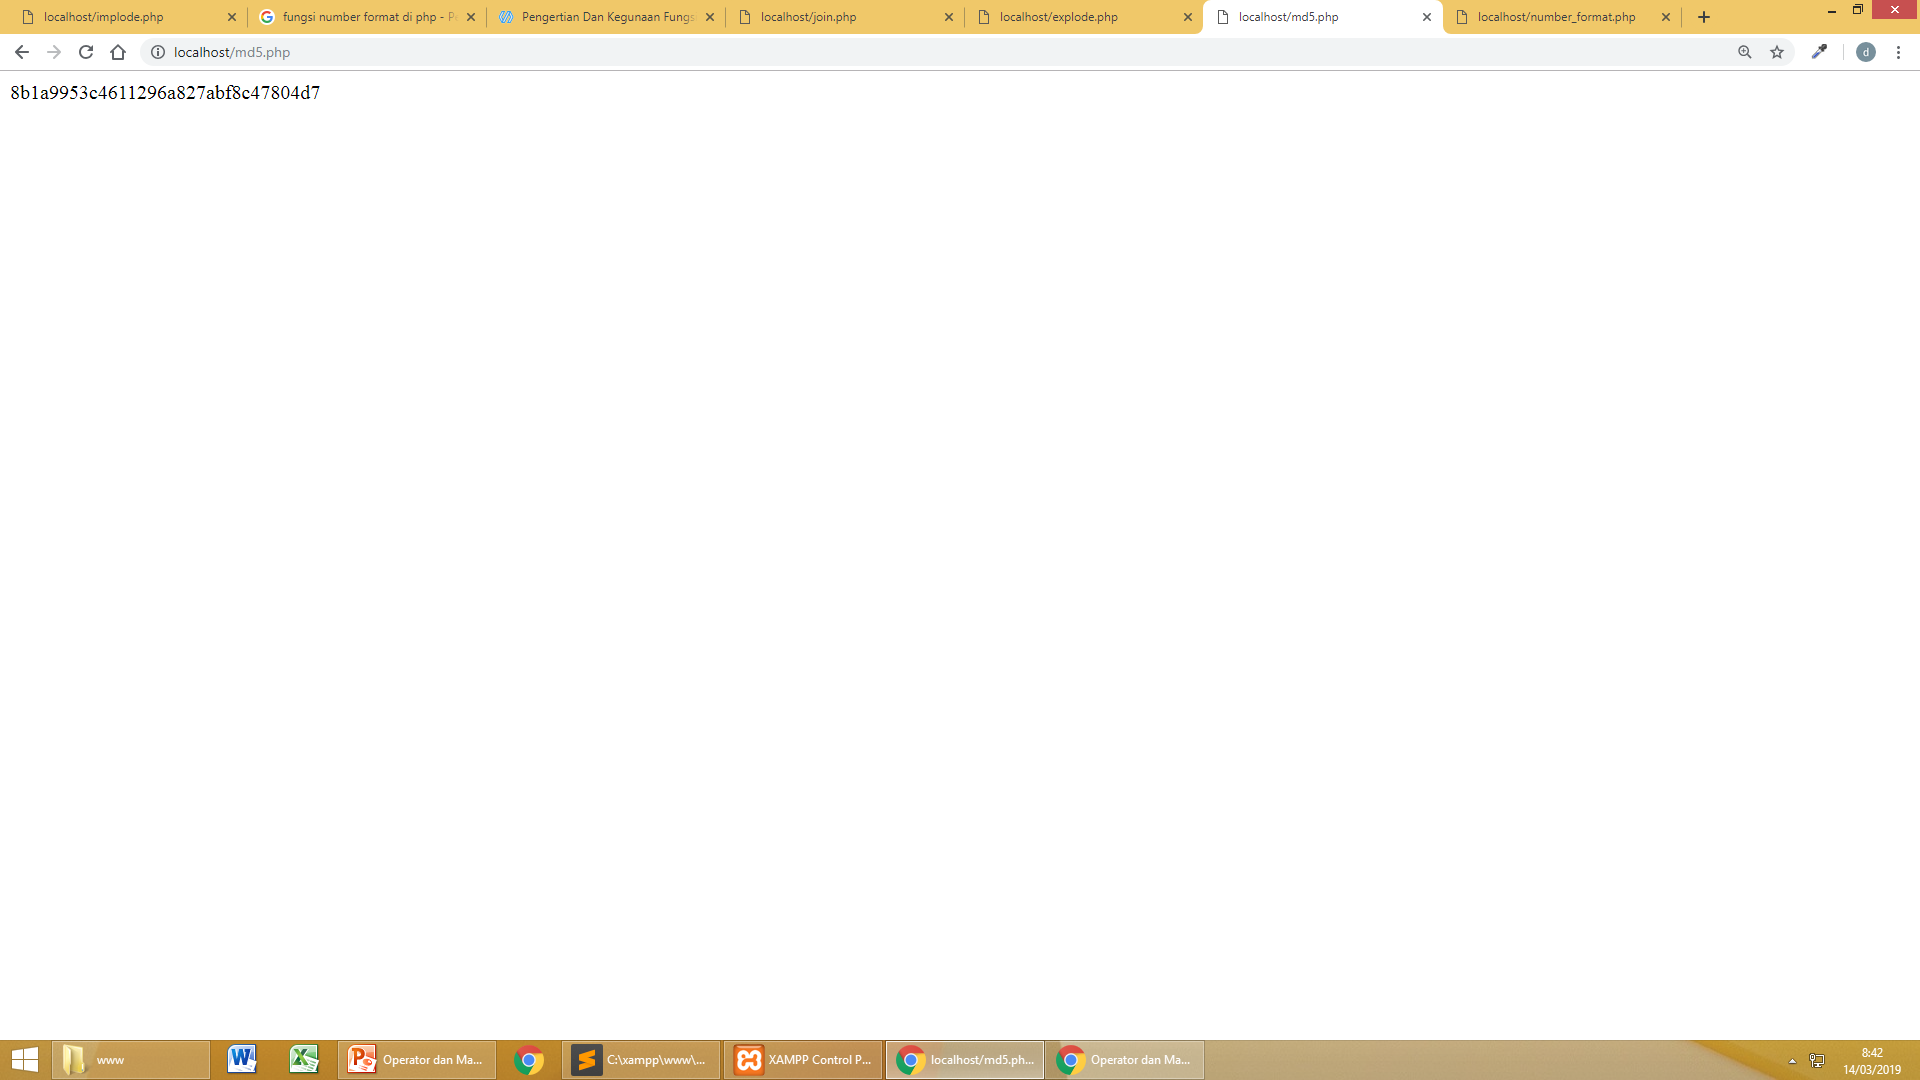 localhost/implode.php
fungsi number format di php - P
Pengertian Dan Kegunaan Fungs
localhost/join.php
localhost/explode.php
localhost/md5.php
localhost/number_format.php
localhost/md5.php
d
8b1a9953c4611296a827abf8c47804d7
www
Operator dan Ma...
C:\xampp\www\...
XAMPP Control P...
localhost/md5.ph...
Operator dan Ma...
8:42
14/03/2019